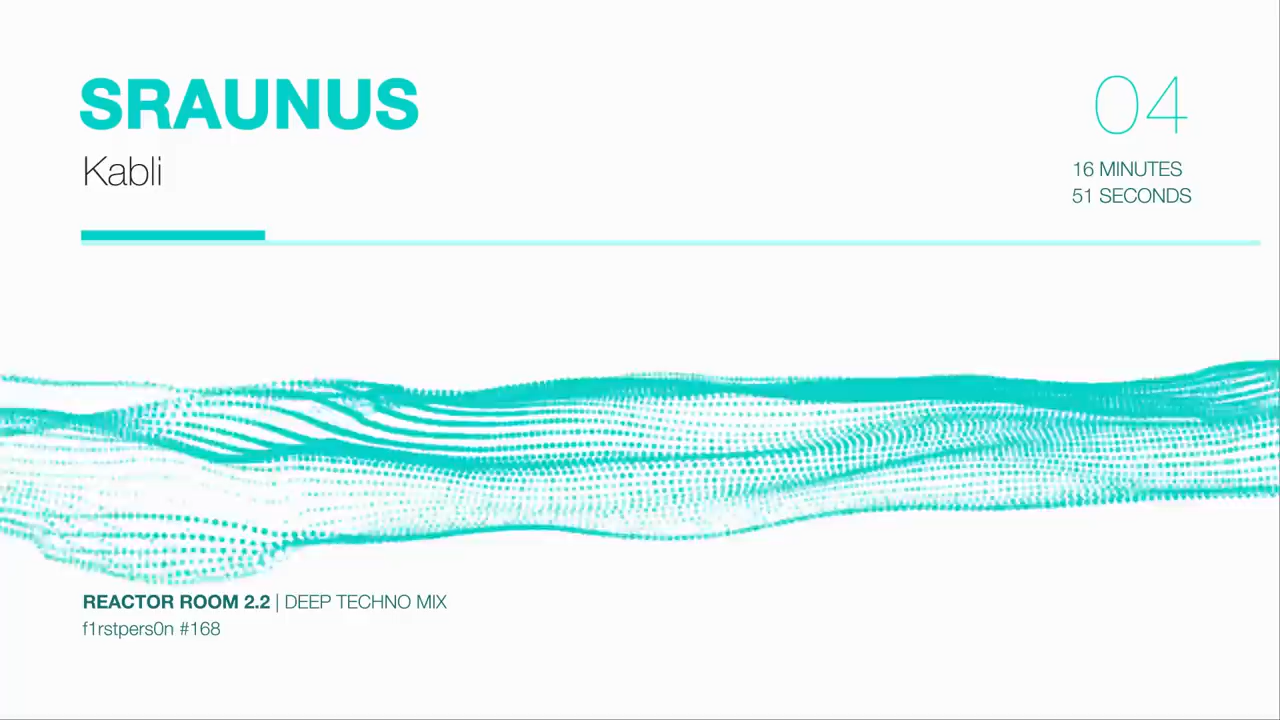 SRAUNUS
Kabli
04
16 MINUTES
51 SECONDS
REACTOR ROOM 2.2 | DEEP TECHNO MIX
f1rstpers0n #168